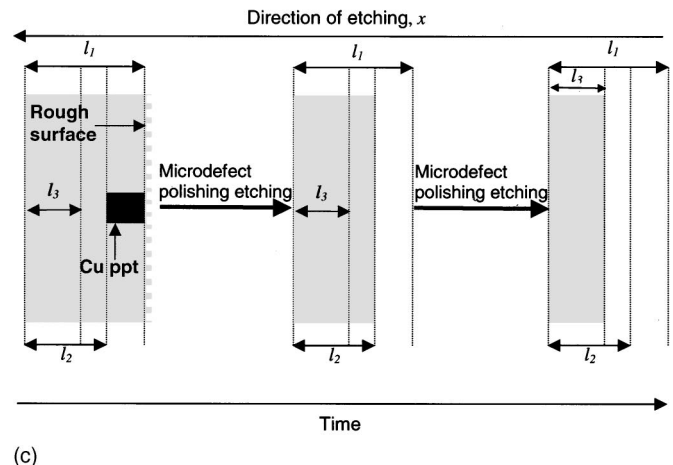 Direction of etching, x
l1
l1
l1
l3
Rough
surface
Microdefect
polishing etching
Microdefect
polishing etching
l3
l3
Cu ppt
l2
l2
l2
Time
(c)